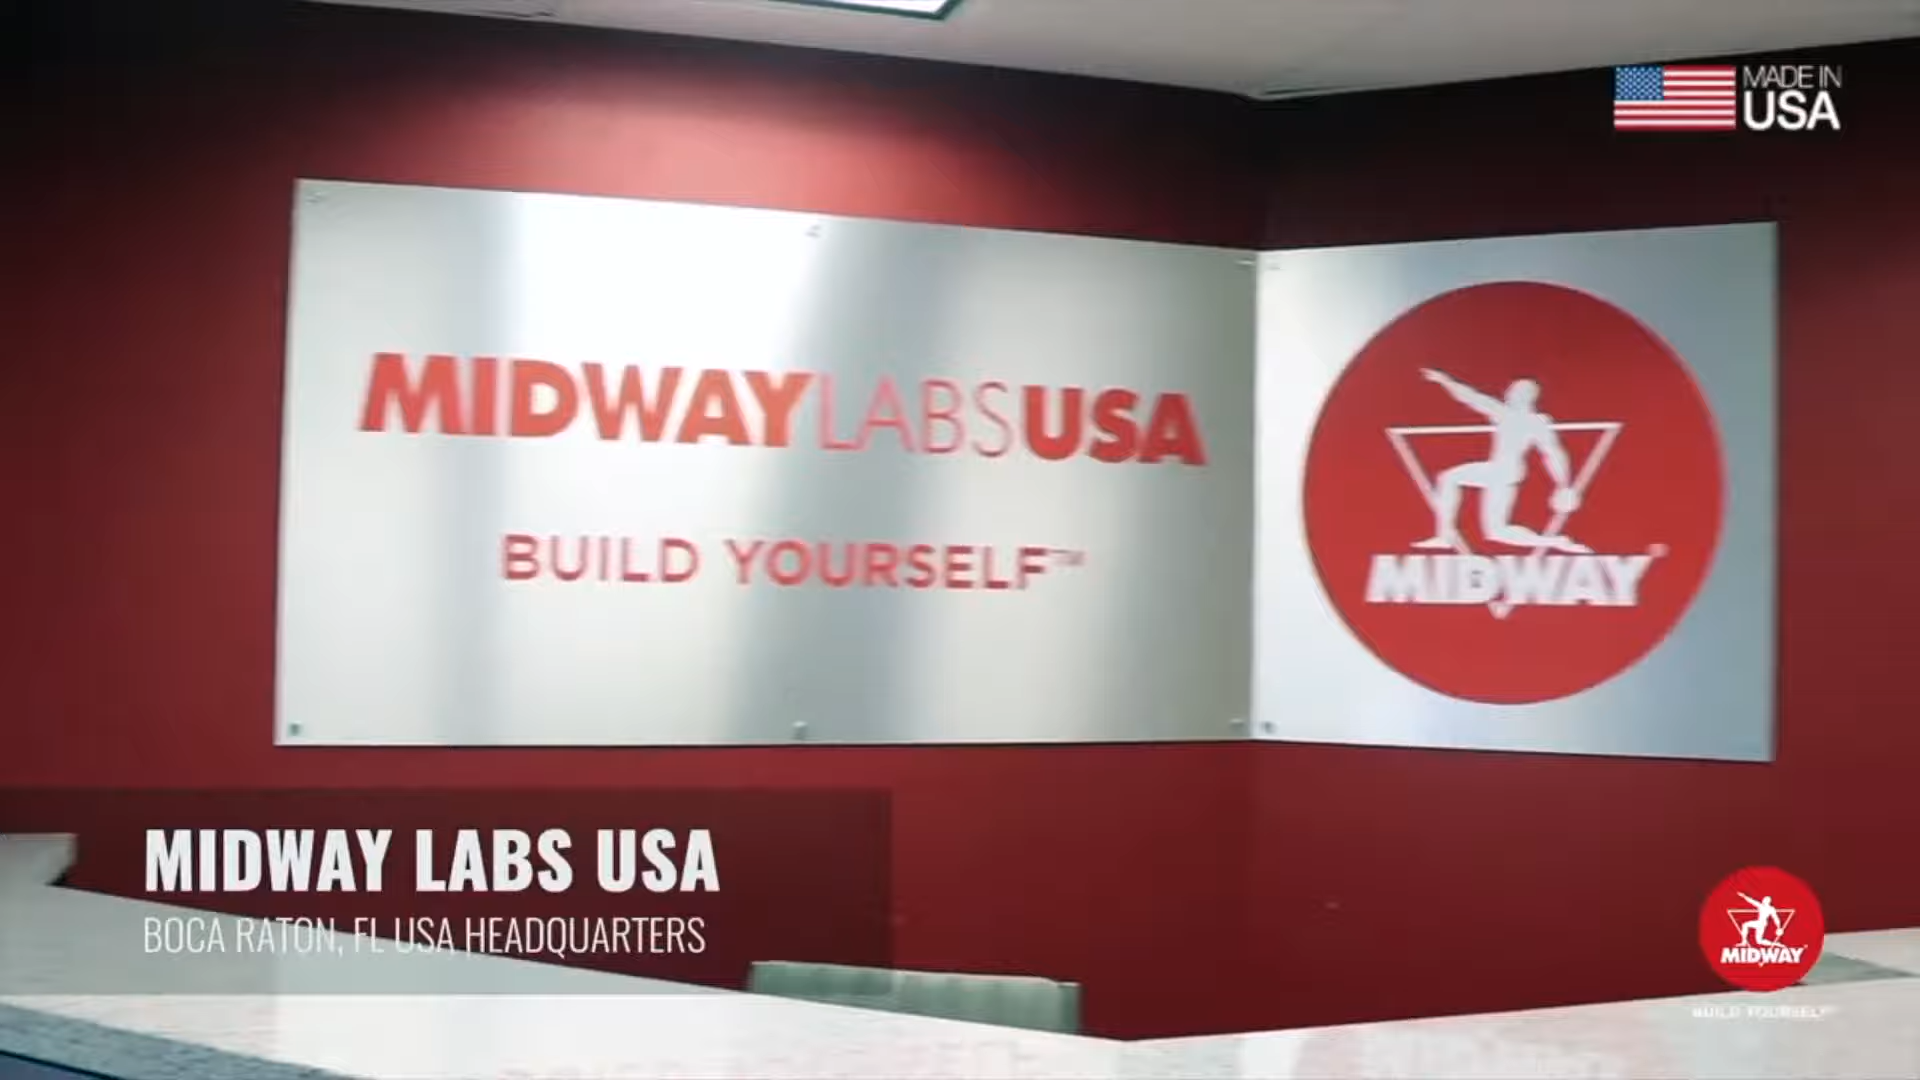 MADE IN
USA
MIDWAYLABSUSA
BUILD YOURSELF™
MIDWAY®
MIDWAY LABS USA
BOCA RATON, FL USA HEADQUARTERS
MIDWAY
BUILD YOURSELF